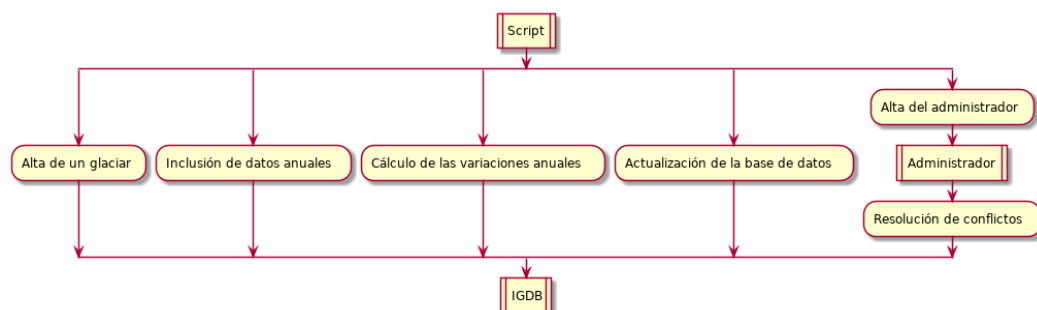 Script
Alta del administrador
Alta de un glaciar
Inclusión de datos anuales
Cálculo de las variaciones anuales
Actualización de la base de datos
Administrador
Resolución de conflictos
IGDB